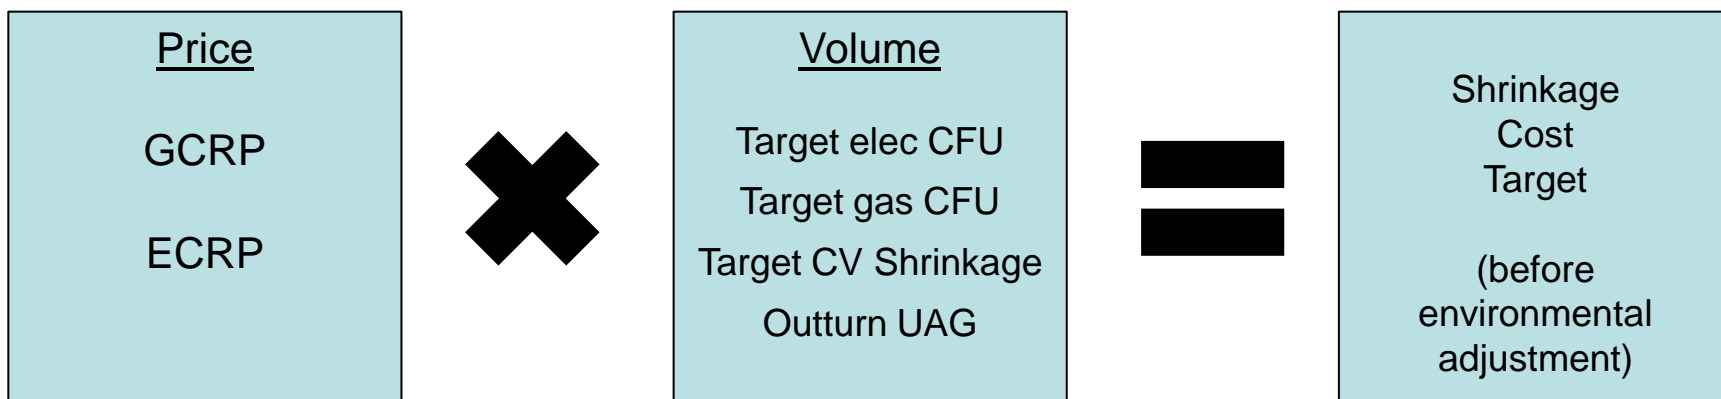 Price
GCRP
ECRP
Volume
Target elec CFU
Target gas CFU
Target CV Shrinkage
Outturn UAG
Shrinkage
Cost
Target
(before
environmental
adjustment)